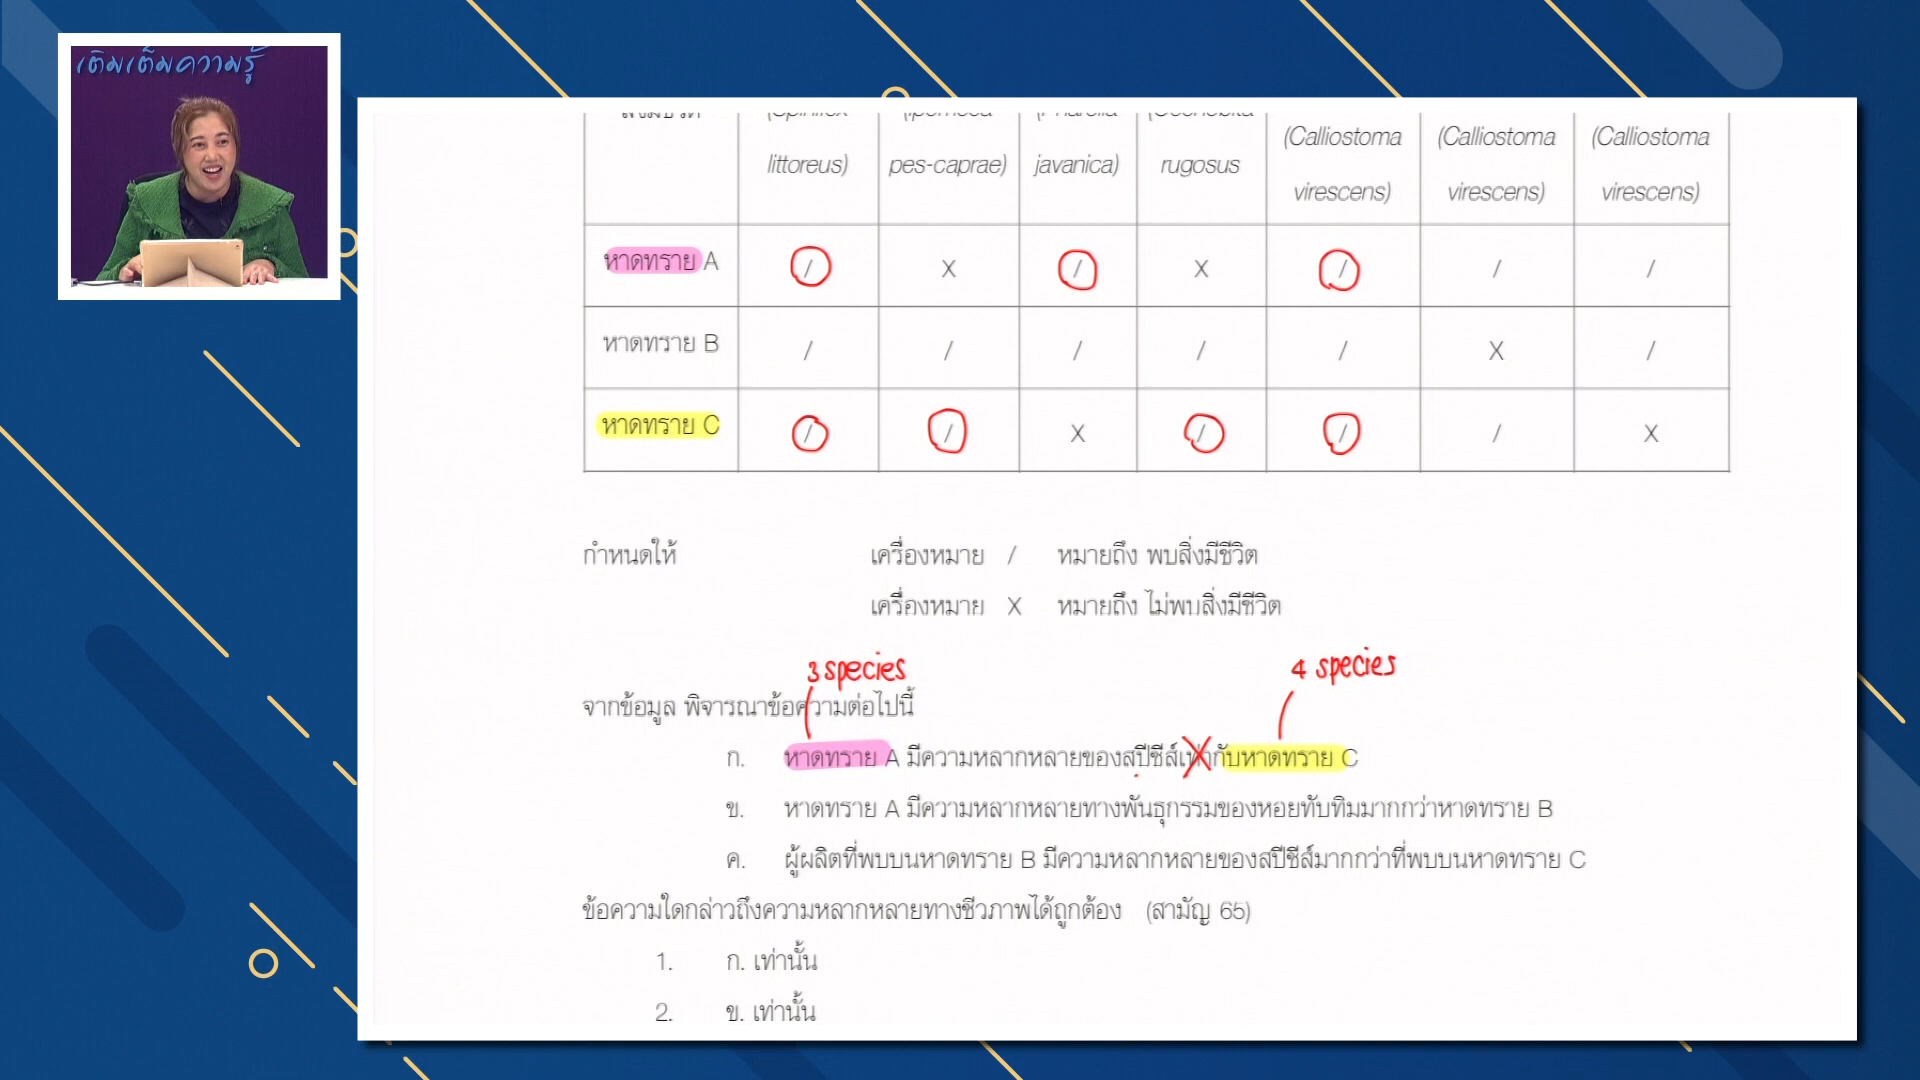 เติมเต็มความรู้
littoreus) pes-caprae) javanica) rugosus (Calliostoma virescens) (Calliostoma virescens) (Calliostoma virescens)
หาดทราย A / X / X / / /
หาดทราย B / / / / / X /
หาดทราย C / / X / / / X
กำหนดให้ เครื่องหมาย / หมายถึง พบสิ่งมีชีวิต
เครื่องหมาย X หมายถึง ไม่พบสิ่งมีชีวิต
3 species 4 species
จากข้อมูล พิจารณาข้อความต่อไปนี้
ก. หาดทราย A มีความหลากหลายของสปีชีส์เท่ากับหาดทราย C
ข. หาดทราย A มีความหลากหลายทางพันธุกรรมของหอยทับทิมมากกว่าหาดทราย B
ค. ผู้ผลิตที่พบบนหาดทราย B มีความหลากหลายของสปีชีส์มากกว่าที่พบบนหาดทราย C
ข้อความใดกล่าวถึงความหลากหลายทางชีวภาพได้ถูกต้อง (สามัญ 65)
1. ก. เท่านั้น
2. ข. เท่านั้น